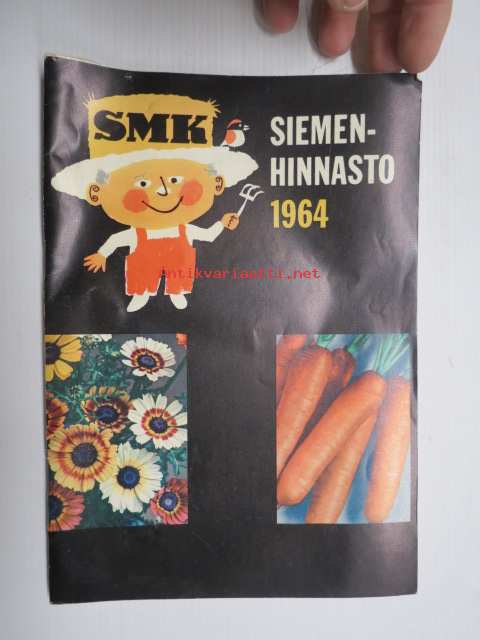 SMK
SIEMEN-
HINNASTO
1964
Antikvariaatti.net